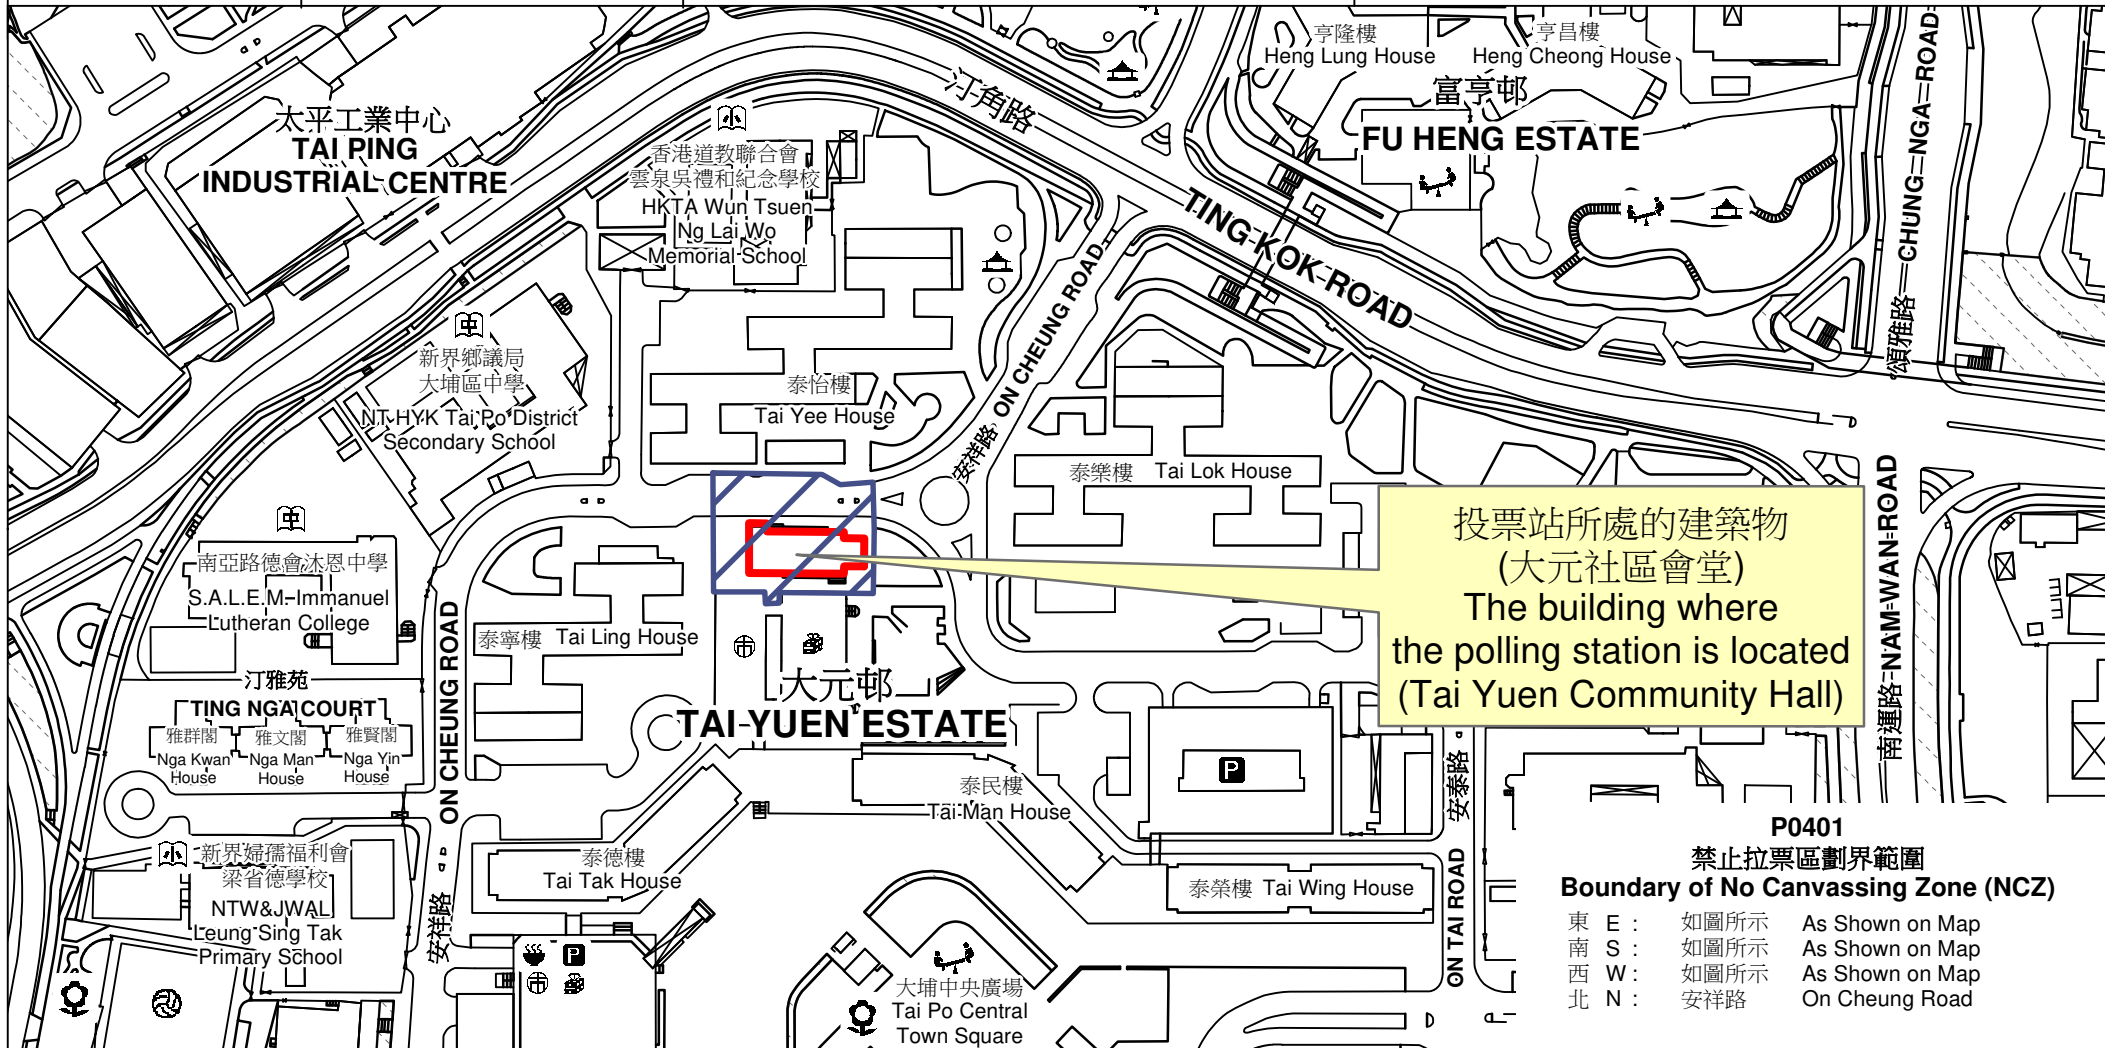 太平工業中心
TAI PING
INDUSTRIAL CENTRE
香港道教聯合會
雲泉吳禮和紀念學校
HKTA Wun Tsuen
Ng Lai Wo
Memorial School
汀角路
亨隆樓
Heng Lung House
亨昌樓
Heng Cheong House
富亨邨
FU HENG ESTATE
CHUNG NGA ROAD
頌雅路
TING KOK ROAD
新界鄉議局
大埔區中學
NT HYK Tai Po District
Secondary School
泰怡樓
Tai Yee House
安祥路 ON CHEUNG ROAD
泰樂樓 Tai Lok House
南亞路德會沐恩中學
S.A.L.E.M-Immanuel
Lutheran College
投票站所處的建築物
(大元社區會堂)
The building where
the polling station is located
(Tai Yuen Community Hall)
南運路 NAM WAN ROAD
泰寧樓 Tai Ling House
汀雅苑
TING NGA COURT
雅群閣
Nga Kwan
House
雅文閣
Nga Man
House
雅賢閣
Nga Yin
House
大元邨
TAI YUEN ESTATE
安祥路 ON CHEUNG ROAD
泰民樓
Tai Man House
P
安泰路
ON TAI ROAD
泰德樓
Tai Tak House
泰榮樓 Tai Wing House
新界婦孺福利會
梁省德學校
NTW&JWAL
Leung Sing Tak
Primary School
P
大埔中央廣場
Tai Po Central
Town Square
P0401
禁止拉票區劃界範圍
Boundary of No Canvassing Zone (NCZ)
東 E : 如圖所示 As Shown on Map
南 S : 如圖所示 As Shown on Map
西 W : 如圖所示 As Shown on Map
北 N : 安祥路 On Cheung Road